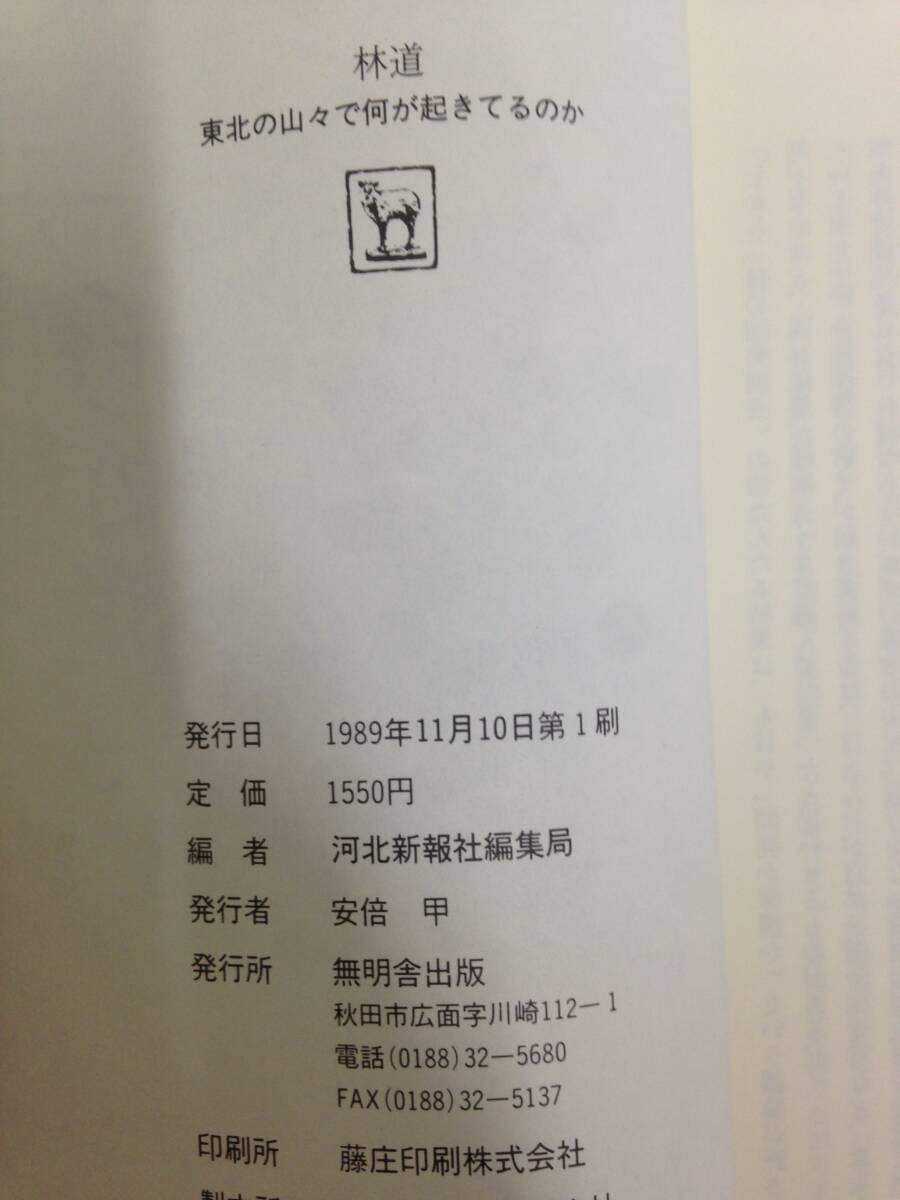 林道
東北の山々で何が起きてるのか
発行日 1989年11月10日第1刷
定 価 1550円
編 者 河北新報社編集局
発行者 安倍 甲
発行所 無明舎出版
秋田市広面字川崎112－1
電話(0188)32－5680
FAX(0188)32－5137
印刷所 藤庄印刷株式会社